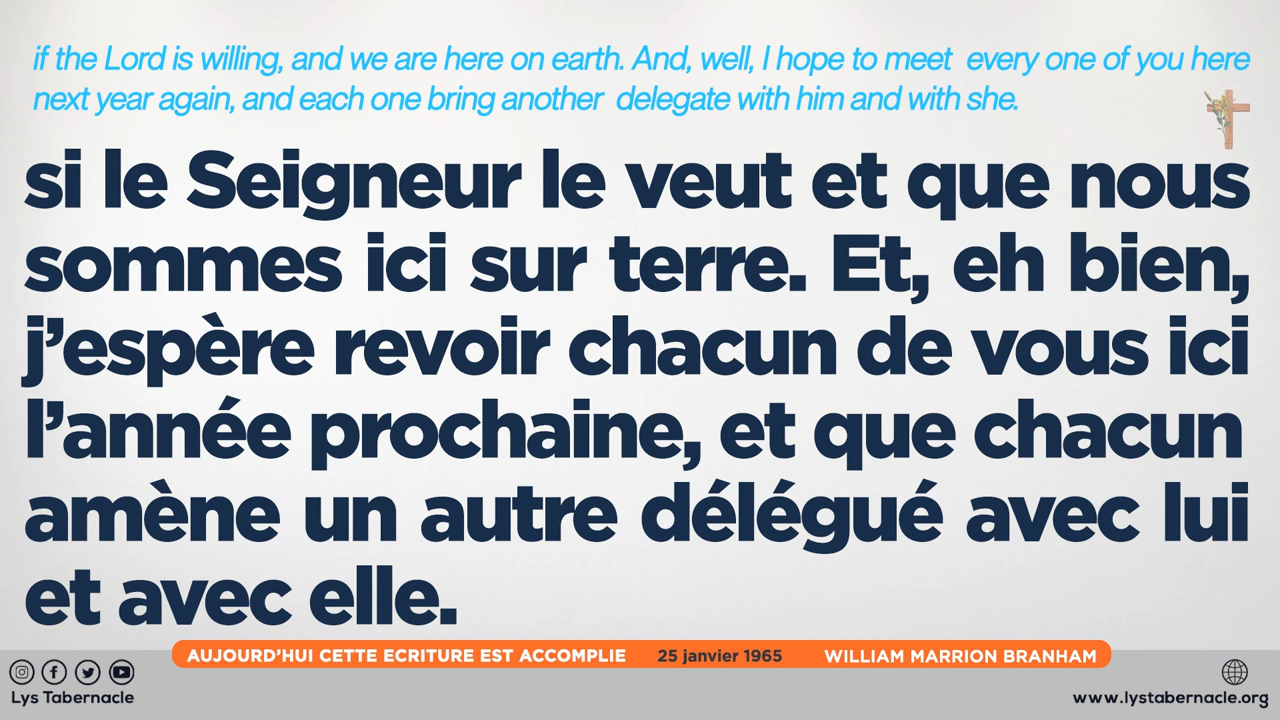 if the Lord is willing, and we are here on earth. And, well, I hope to meet  every one of you here
next year again, and each one bring another  delegate with him and with she.
si le Seigneur le veut et que nous
sommes ici sur terre. Et, eh bien,
j’espère revoir chacun de vous ici
l’année prochaine, et que chacun
amène un autre délégué avec lui
et avec elle.
AUJOURD’HUI CETTE ECRITURE EST ACCOMPLIE 25 janvier 1965 WILLIAM MARRION BRANHAM
Lys Tabernacle
www.lystabernacle.org